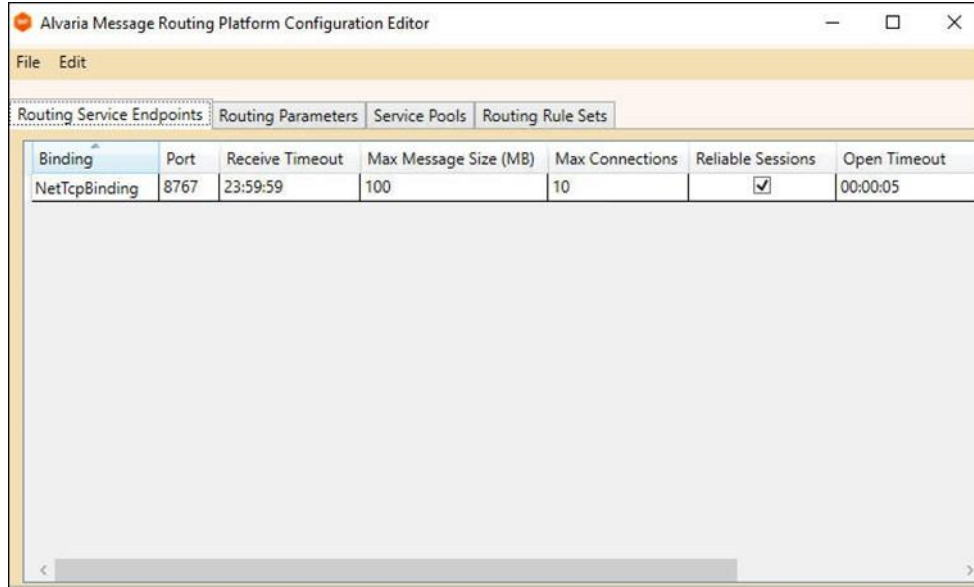 Alvaria Message Routing Platform Configuration Editor
File Edit
Routing Service Endpoints Routing Parameters Service Pools Routing Rule Sets
Binding Port Receive Timeout Max Message Size (MB) Max Connections Reliable Sessions Open Timeout
NetTcpBinding 8767 23:59:59 100 10 00:00:05